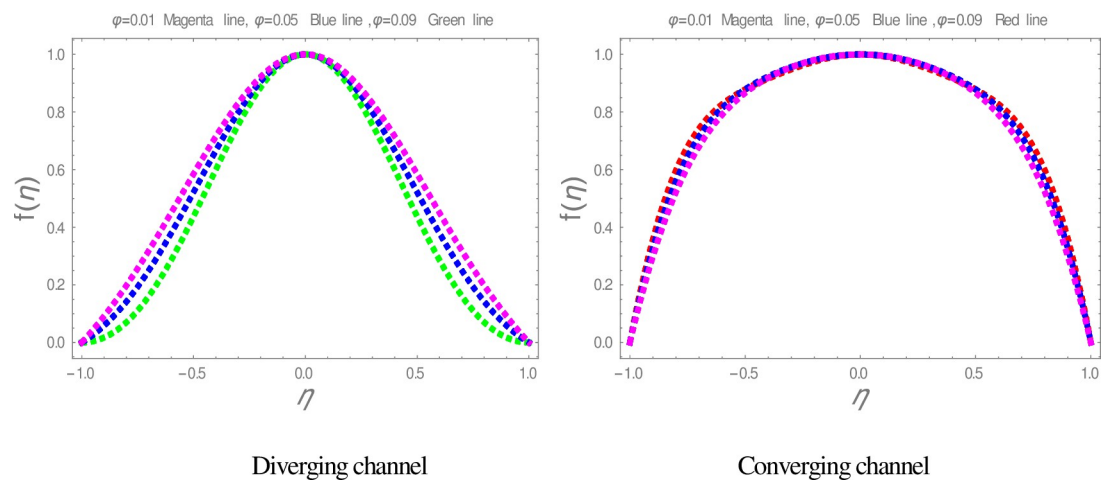 φ=0.01 Magenta line, φ=0.05 Blue line ,φ=0.09 Green line
1.0
0.8
0.6
0.4
0.2
0.0
f(η)
−1.0 −0.5 0.0 0.5 1.0
η
Diverging channel
φ=0.01 Magenta line, φ=0.05 Blue line ,φ=0.09 Red line
1.0
0.8
0.6
0.4
0.2
0.0
f(η)
−1.0 −0.5 0.0 0.5 1.0
η
Converging channel